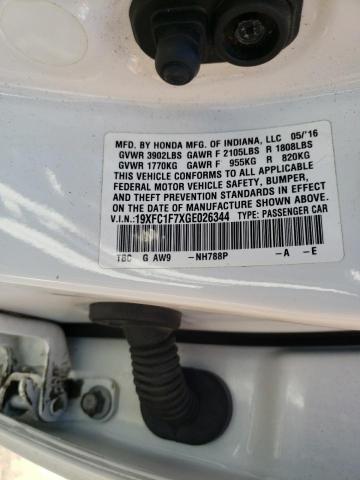 MFD. BY HONDA MFG. OF INDIANA, LLC 05/'16
GVWR 3902LBS GAWR F 2105LBS R 1808LBS
GVWR 1770KG GAWR F 955KG R 820KG
THIS VEHICLE CONFORMS TO ALL APPLICABLE
FEDERAL MOTOR VEHICLE SAFETY, BUMPER,
AND THEFT PREVENTION STANDARDS IN EFFECT
ON THE DATE OF MANUFACTURE SHOWN ABOVE.
V.I.N.:19XFC1F7XGE026344 TYPE: PASSENGER CAR
TBC G AW9 -NH788P -A -E